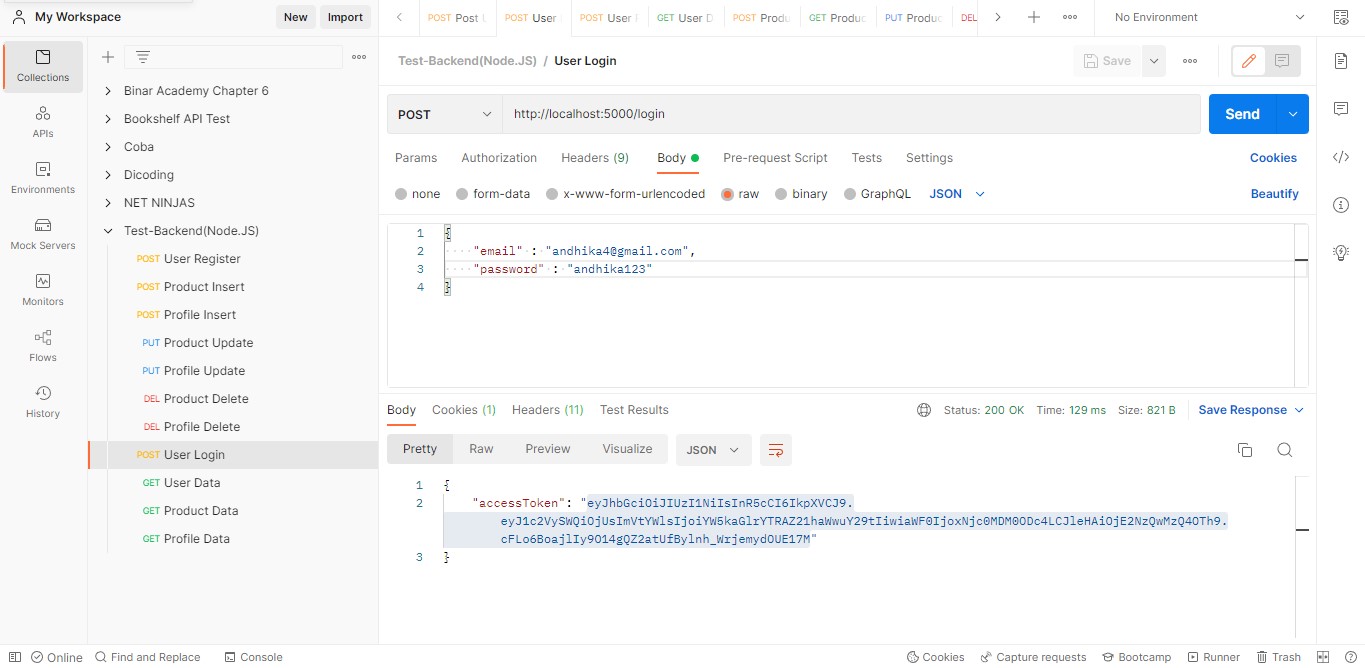 My Workspace
New
Import
POST Post
POST User
POST User
GET User D
POST Produ
GET Produc
PUT Produc
DEL
No Environment
Collections
APIs
Environments
Mock Servers
Monitors
Flows
History
Binar Academy Chapter 6
Bookshelf API Test
Coba
Dicoding
NET NINJAS
Test-Backend(Node.JS)
POST User Register
POST Product Insert
POST Profile Insert
PUT Product Update
PUT Profile Update
DEL Product Delete
DEL Profile Delete
POST User Login
GET User Data
GET Product Data
GET Profile Data
Test-Backend(Node.JS) / User Login
Save
POST
http://localhost:5000/login
Send
Params Authorization Headers (9) Body Pre-request Script Tests Settings
Cookies
none form-data x-www-form-urlencoded raw binary GraphQL JSON
Beautify
1 {
2 "email" : "andhika4@gmail.com",
3 "password" : "andhika123"
4 }
Body Cookies (1) Headers (11) Test Results
Status: 200 OK Time: 129 ms Size: 821 B
Save Response
Pretty Raw Preview Visualize
JSON
1 {
2 "accessToken": "eyJhbGciOiJIUzI1NiIsInR5cCI6IkpXVCJ9.
eyJ1c2VySWQiOjUsImVtYWlsIjoiYW5kaGlrYTRAZ21haWwuY29tIiwiaWF0IjoxNjc0MDM0ODc4LCJleHAiOjE2NzQwMzQ4OTh9.
cFLo6BoajlIy9O14gQZ2atUfBylnh_WrjemydOUE17M"
3 }
Online
Find and Replace
Console
Cookies
Capture requests
Bootcamp
Runner
Trash